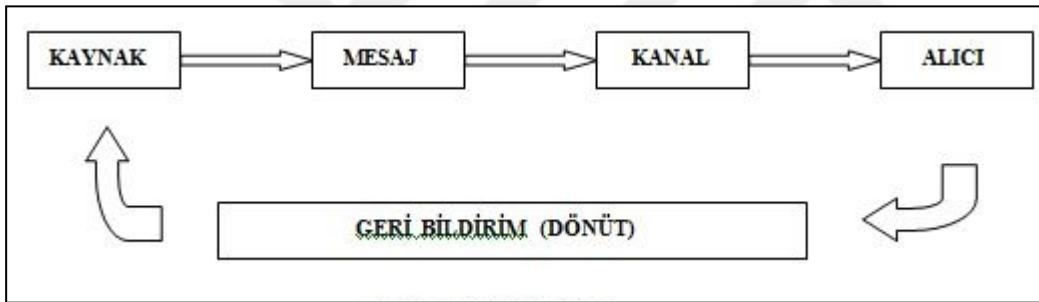 KAYNAK
MESAJ
KANAL
ALICI
GERİ BİLDİRİM (DÖNÜT)